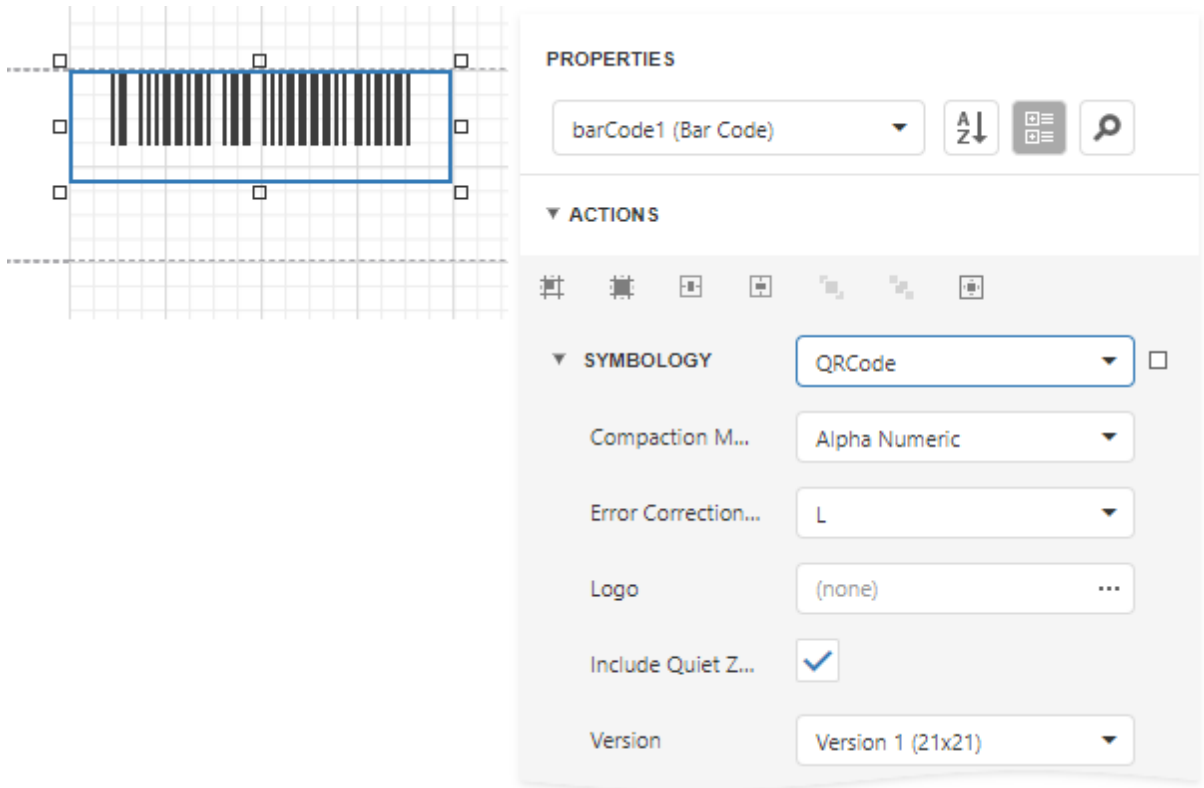 PROPERTIES
barCode1 (Bar Code)
A
Z
ACTIONS
SYMBOLOGY QRCode
Compaction M... Alpha Numeric
Error Correction... L
Logo (none)
Include Quiet Z...
Version Version 1 (21x21)